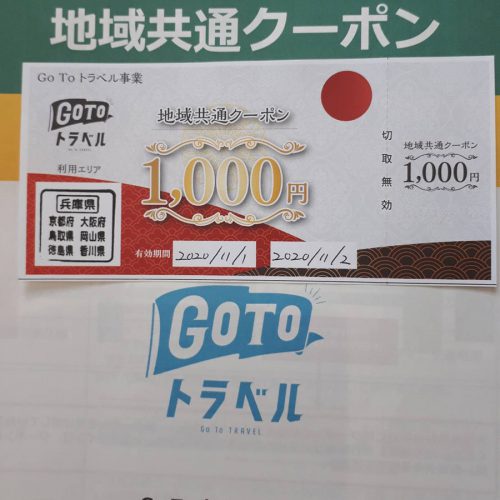 地域共通クーポン
Go To トラベル事業
GOTO
トラベル
利用エリア
兵庫県
京都府 大阪府
鳥取県 岡山県
徳島県 香川県
地域共通クーポン
1,000円
有効期間 2020/11/1 2020/11/2
切取無効
地域共通クーポン
1,000円
GOTO
トラベル
Go To TRAVEL